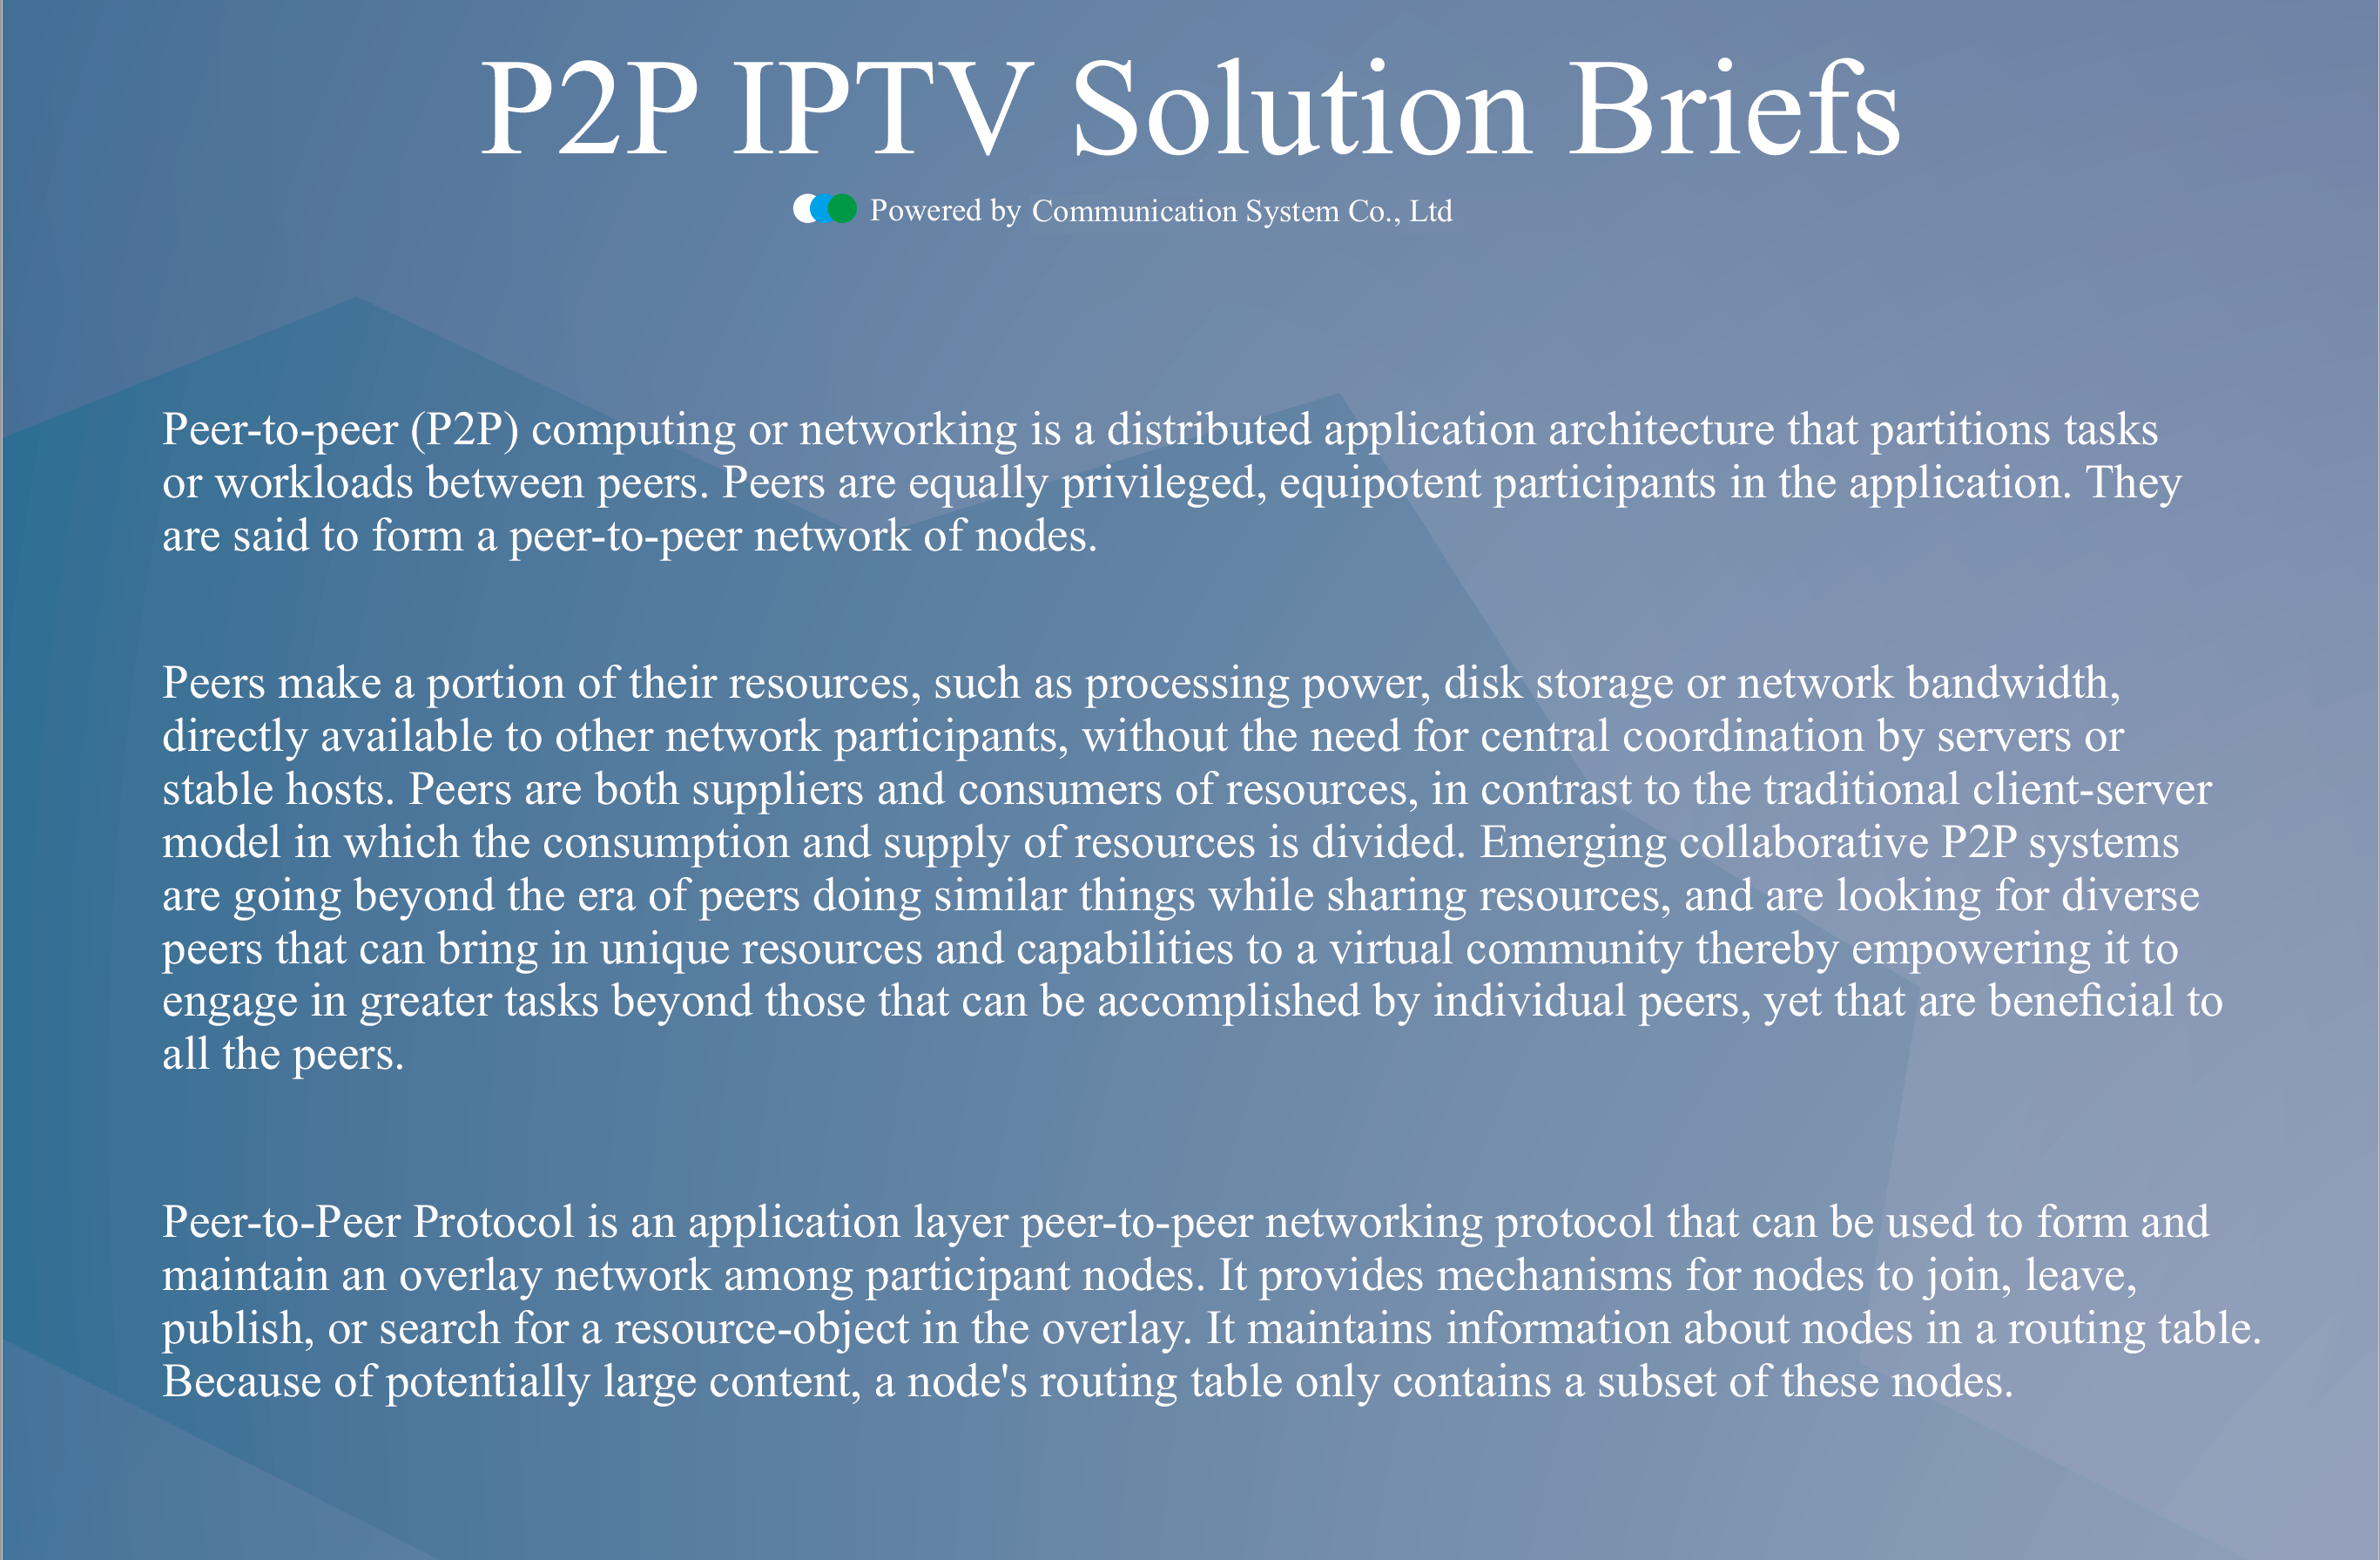 P2P IPTV Solution Briefs
Powered by Communication System Co., Ltd
Peer-to-peer (P2P) computing or networking is a distributed application architecture that partitions tasks
or workloads between peers. Peers are equally privileged, equipotent participants in the application. They
are said to form a peer-to-peer network of nodes.
Peers make a portion of their resources, such as processing power, disk storage or network bandwidth,
directly available to other network participants, without the need for central coordination by servers or
stable hosts. Peers are both suppliers and consumers of resources, in contrast to the traditional client-server
model in which the consumption and supply of resources is divided. Emerging collaborative P2P systems
are going beyond the era of peers doing similar things while sharing resources, and are looking for diverse
peers that can bring in unique resources and capabilities to a virtual community thereby empowering it to
engage in greater tasks beyond those that can be accomplished by individual peers, yet that are beneficial to
all the peers.
Peer-to-Peer Protocol is an application layer peer-to-peer networking protocol that can be used to form and
maintain an overlay network among participant nodes. It provides mechanisms for nodes to join, leave,
publish, or search for a resource-object in the overlay. It maintains information about nodes in a routing table.
Because of potentially large content, a node's routing table only contains a subset of these nodes.